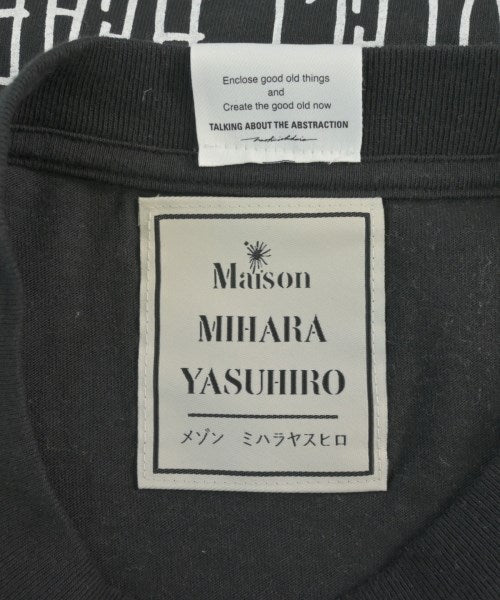 Enclose good old things
and
Create the good old now
TALKING ABOUT THE ABSTRACTION
Maison
MIHARA
YASUHIRO
メゾン ミハラヤスヒロ